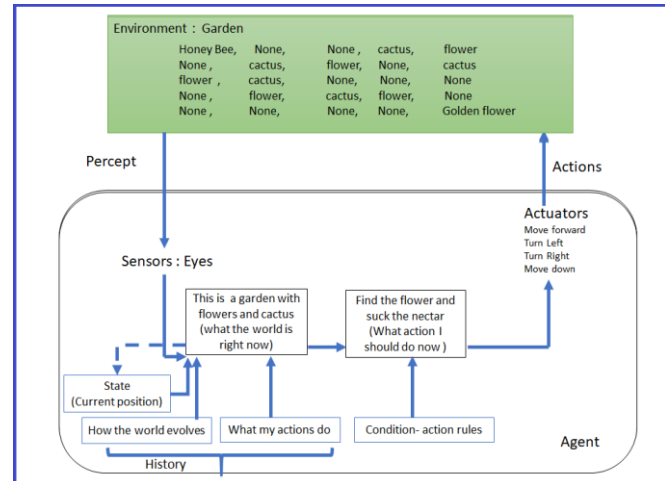 Environment : Garden
Honey Bee, None, None , cactus, flower
None , cactus, flower, None, cactus
flower , cactus, None, None, None
None , flower, cactus, flower, None
None , None, None, None, Golden flower
Percept
Actions
Actuators
Move forward
Turn Left
Turn Right
Move down
Sensors : Eyes
This is a garden with
flowers and cactus
(what the world is
right now)
Find the flower and
suck the nectar
(What action I
should do now )
State
(Current position)
How the world evolves
What my actions do
Condition- action rules
Agent
History